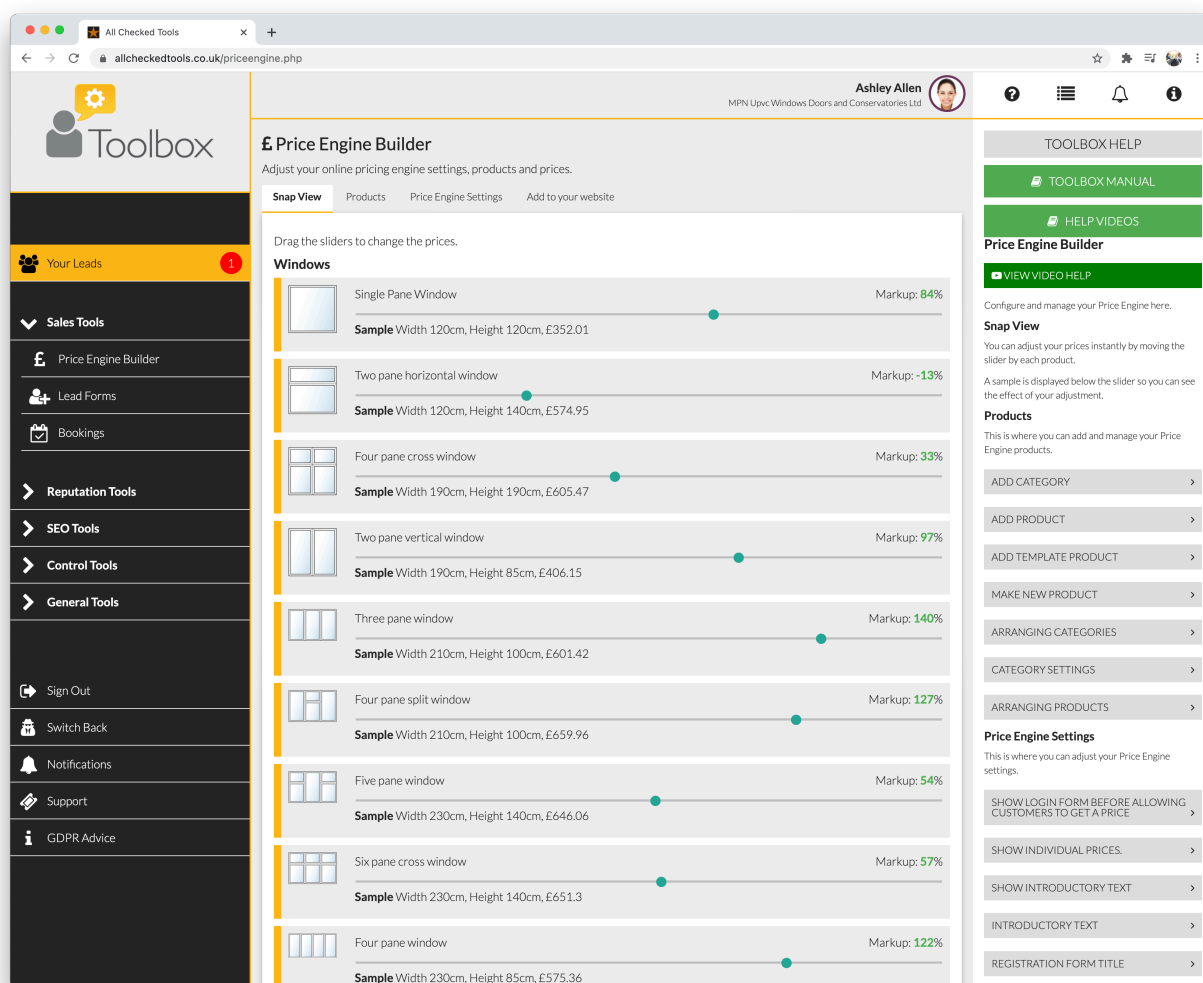 All Checked Tools
allcheckedtools.co.uk/priceengine.php
Toolbox
Your Leads 1
Sales Tools
£ Price Engine Builder
Lead Forms
Bookings
Reputation Tools
SEO Tools
Control Tools
General Tools
Sign Out
Switch Back
Notifications
Support
GDPR Advice
Ashley Allen
MPN Upvc Windows Doors and Conservatories Ltd
£ Price Engine Builder
Adjust your online pricing engine settings, products and prices.
Snap View Products Price Engine Settings Add to your website
Drag the sliders to change the prices.
Windows
Single Pane Window Markup: 84%
Sample Width 120cm, Height 120cm, £352.01
Two pane horizontal window Markup: -13%
Sample Width 120cm, Height 140cm, £574.95
Four pane cross window Markup: 33%
Sample Width 190cm, Height 190cm, £605.47
Two pane vertical window Markup: 97%
Sample Width 190cm, Height 85cm, £406.15
Three pane window Markup: 140%
Sample Width 210cm, Height 100cm, £601.42
Four pane split window Markup: 127%
Sample Width 210cm, Height 100cm, £659.96
Five pane window Markup: 54%
Sample Width 230cm, Height 140cm, £646.06
Six pane cross window Markup: 57%
Sample Width 230cm, Height 140cm, £651.3
Four pane window Markup: 122%
Sample Width 230cm, Height 85cm, £575.36
TOOLBOX HELP
TOOLBOX MANUAL
HELP VIDEOS
Price Engine Builder
VIEW VIDEO HELP
Configure and manage your Price Engine here.
Snap View
You can adjust your prices instantly by moving the
slider by each product.
A sample is displayed below the slider so you can see
the effect of your adjustment.
Products
This is where you can add and manage your Price
Engine products.
ADD CATEGORY
ADD PRODUCT
ADD TEMPLATE PRODUCT
MAKE NEW PRODUCT
ARRANGING CATEGORIES
CATEGORY SETTINGS
ARRANGING PRODUCTS
Price Engine Settings
This is where you can adjust your Price Engine
settings.
SHOW LOGIN FORM BEFORE ALLOWING
CUSTOMERS TO GET A PRICE
SHOW INDIVIDUAL PRICES.
SHOW INTRODUCTORY TEXT
INTRODUCTORY TEXT
REGISTRATION FORM TITLE